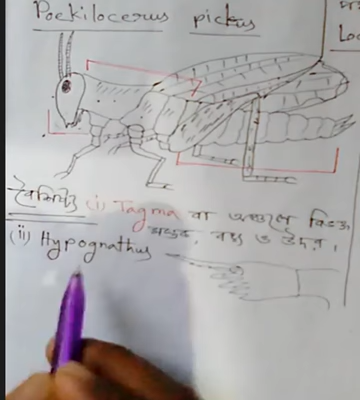 Poekilocerus pictus
বৈশিষ্ট্য (i) Tagma বা অঞ্চলে বিভক্ত
মস্তক, বক্ষ ও উদর।
(ii) Hypognathus